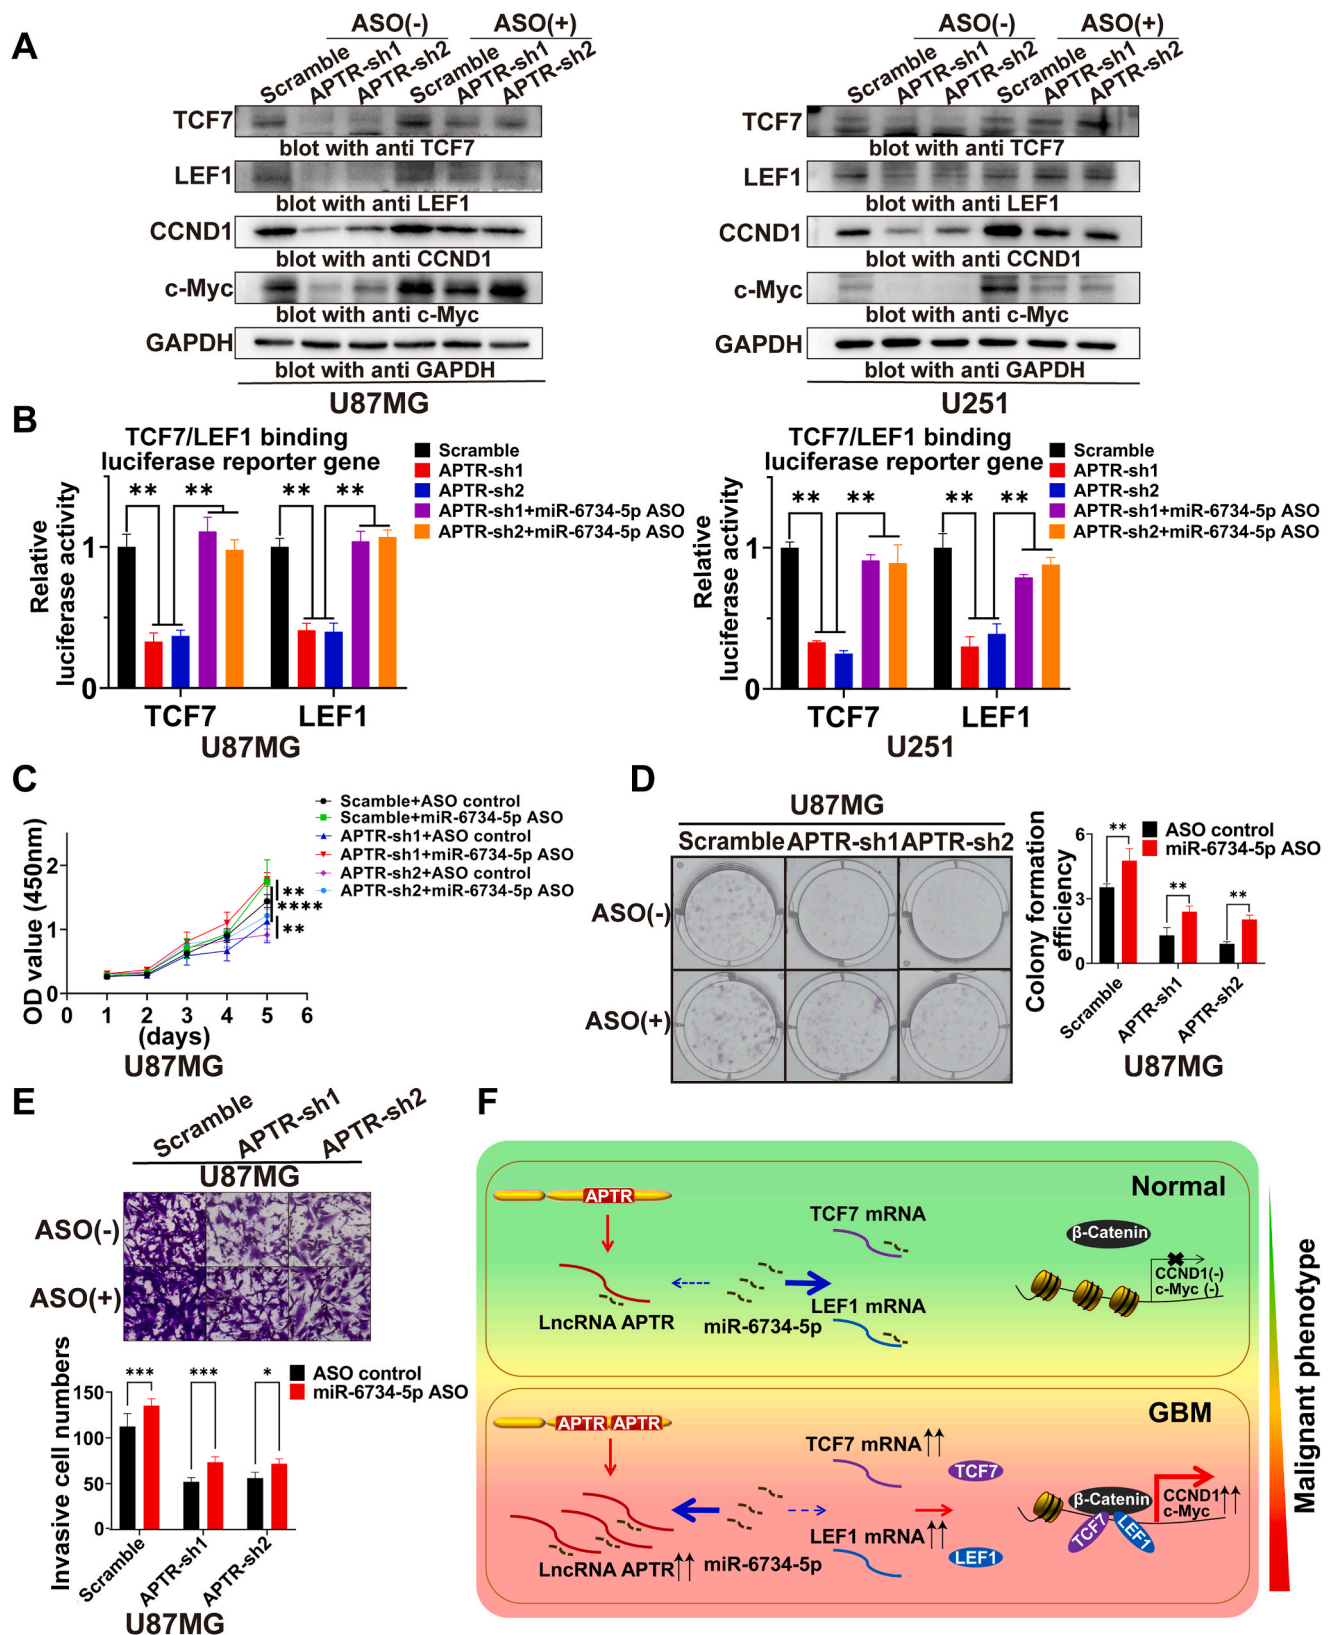 A
ASO(-)
ASO(+)
Scramble
APTR-sh1
APTR-sh2
Scramble
APTR-sh1
APTR-sh2
TCF7
blot with anti TCF7
LEF1
blot with anti LEF1
CCND1
blot with anti CCND1
c-Myc
blot with anti c-Myc
GAPDH
blot with anti GAPDH
U87MG
ASO(-)
ASO(+)
Scramble
APTR-sh1
APTR-sh2
Scramble
APTR-sh1
APTR-sh2
TCF7
blot with anti TCF7
LEF1
blot with anti LEF1
CCND1
blot with anti CCND1
c-Myc
blot with anti c-Myc
GAPDH
blot with anti GAPDH
U251
B
TCF7/LEF1 binding
luciferase reporter gene
Relative
luciferase activity
1
0
** ** ** **
TCF7 LEF1
U87MG
Scramble
APTR-sh1
APTR-sh2
APTR-sh1+miR-6734-5p ASO
APTR-sh2+miR-6734-5p ASO
TCF7/LEF1 binding
luciferase reporter gene
Relative
luciferase activity
1
0
** ** ** **
TCF7 LEF1
U251
Scramble
APTR-sh1
APTR-sh2
APTR-sh1+miR-6734-5p ASO
APTR-sh2+miR-6734-5p ASO
C
OD value (450nm)
2
1
0
0 1 2 3 4 5 6
(days)
U87MG
Scamble+ASO control
Scamble+miR-6734-5p ASO
APTR-sh1+ASO control
APTR-sh1+miR-6734-5p ASO
APTR-sh2+ASO control
APTR-sh2+miR-6734-5p ASO
**
****
**
D
U87MG
Scramble APTR-sh1 APTR-sh2
ASO(-)
ASO(+)
Colony formation
efficiency
6
3
0
** ** **
ASO control
miR-6734-5p ASO
Scramble
APTR-sh1
APTR-sh2
U87MG
E
Scramble
APTR-sh1
APTR-sh2
U87MG
ASO(-)
ASO(+)
Invasive cell numbers
150
100
50
0
*** *** *
ASO control
miR-6734-5p ASO
Scramble
APTR-sh1
APTR-sh2
U87MG
F
Normal
APTR
LncRNA APTR
miR-6734-5p
TCF7 mRNA
LEF1 mRNA
β-Catenin
CCND1(-)
c-Myc (-)
GBM
APTR APTR
LncRNA APTR↑↑
miR-6734-5p
TCF7 mRNA↑↑
TCF7
LEF1 mRNA↑↑
LEF1
β-Catenin
TCF7
LEF1
CCND1↑↑
c-Myc
Malignant phenotype